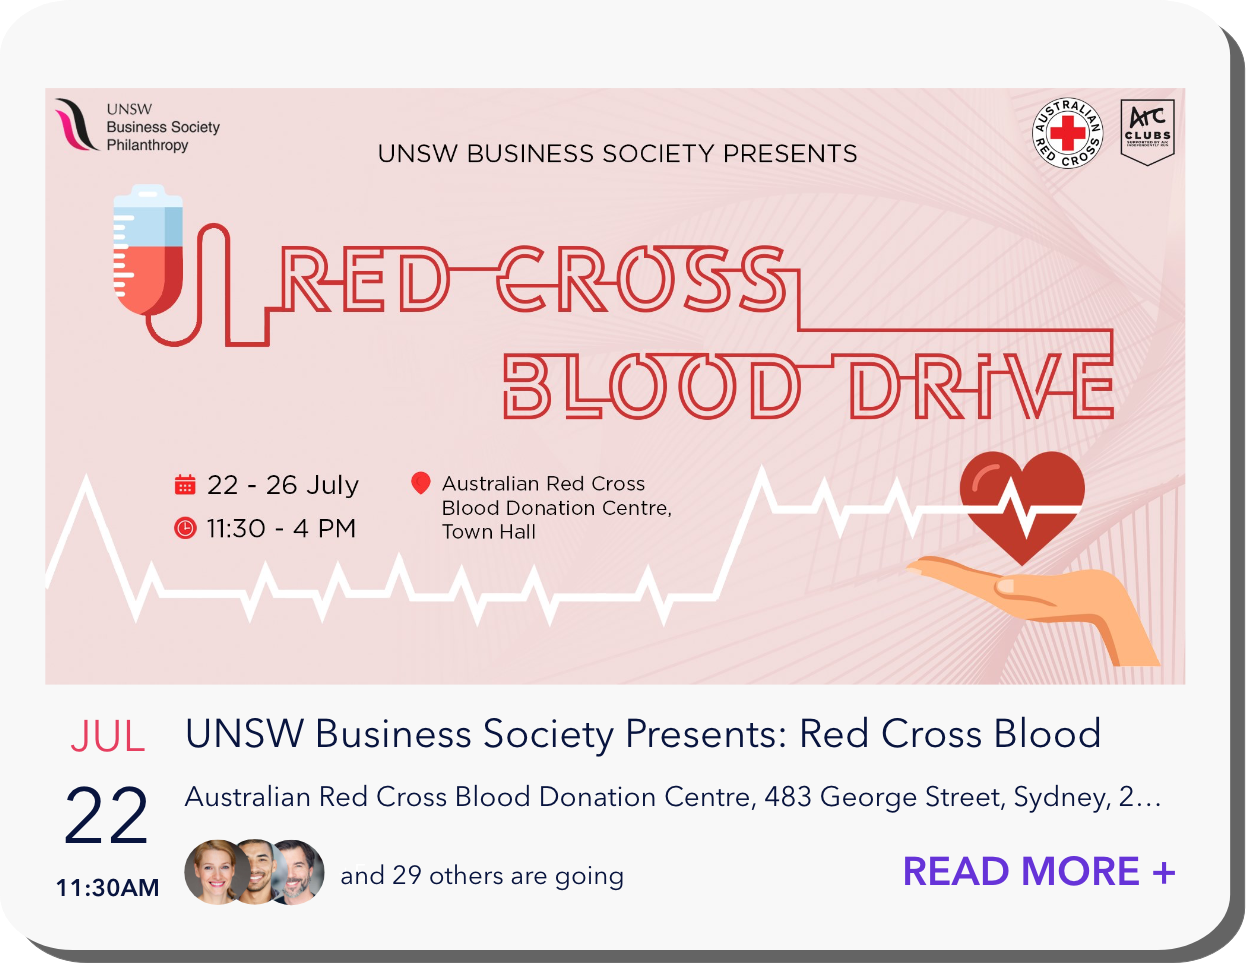 UNSW
Business Society
Philanthropy
AUSTRALIAN RED CROSS
Arc
CLUBS
UNSW BUSINESS SOCIETY PRESENTS
RED CROSS
BLOOD DRIVE
22 - 26 July
11:30 - 4 PM
Australian Red Cross
Blood Donation Centre,
Town Hall
JUL
22
11:30AM
UNSW Business Society Presents: Red Cross Blood
Australian Red Cross Blood Donation Centre, 483 George Street, Sydney, 2...
and 29 others are going
READ MORE +